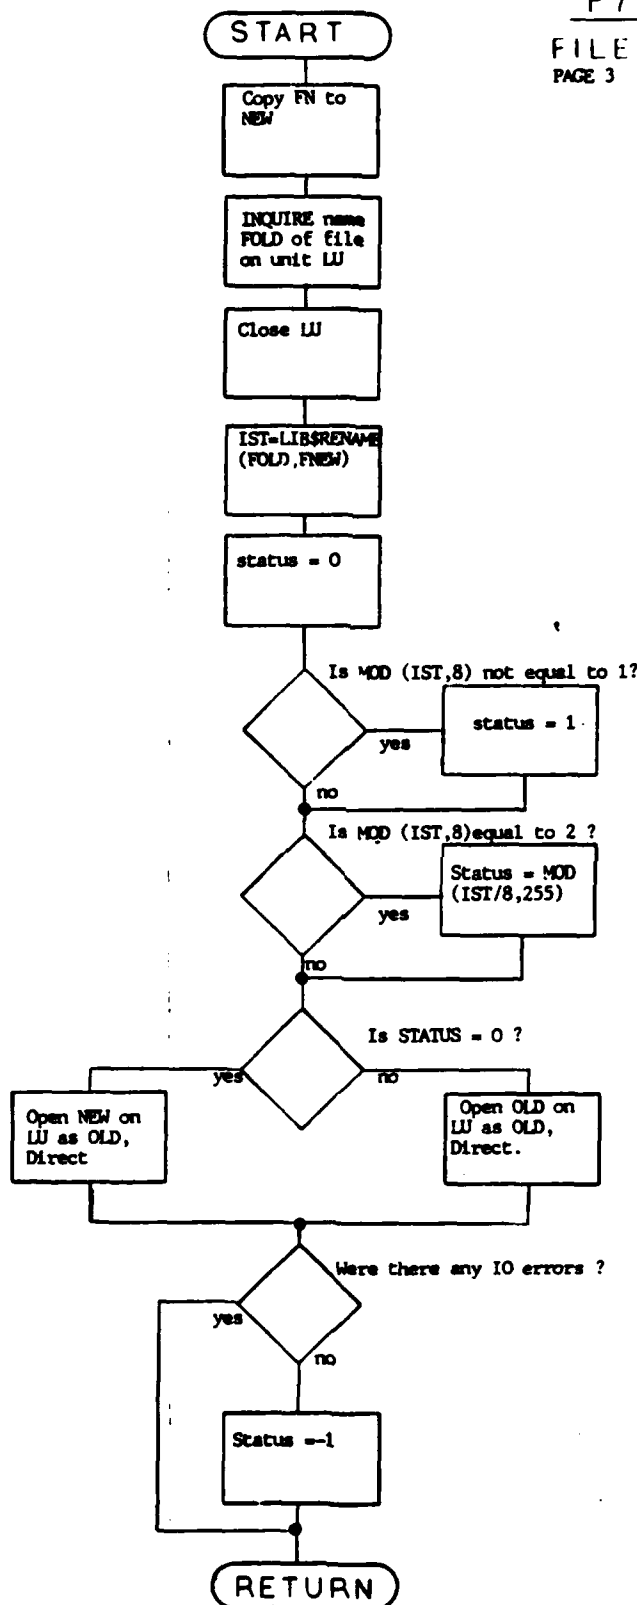 P7
FILE
PAGE 3
START
Copy FN to
NEW
INQUIRE name
FOLD of file
on unit LU
Close LU
IST=LIB$RENAME
(FOLD,FNEW)
status = 0
Is MOD (IST,8) not equal to 1?
yes
status = 1
no
Is MOD (IST,8)equal to 2 ?
yes
Status = MOD
(IST/8,255)
no
Is STATUS = 0 ?
yes
no
Open NEW on
LU as OLD,
Direct
Open OLD on
LU as OLD,
Direct.
Were there any IO errors ?
yes
no
Status =-1
RETURN